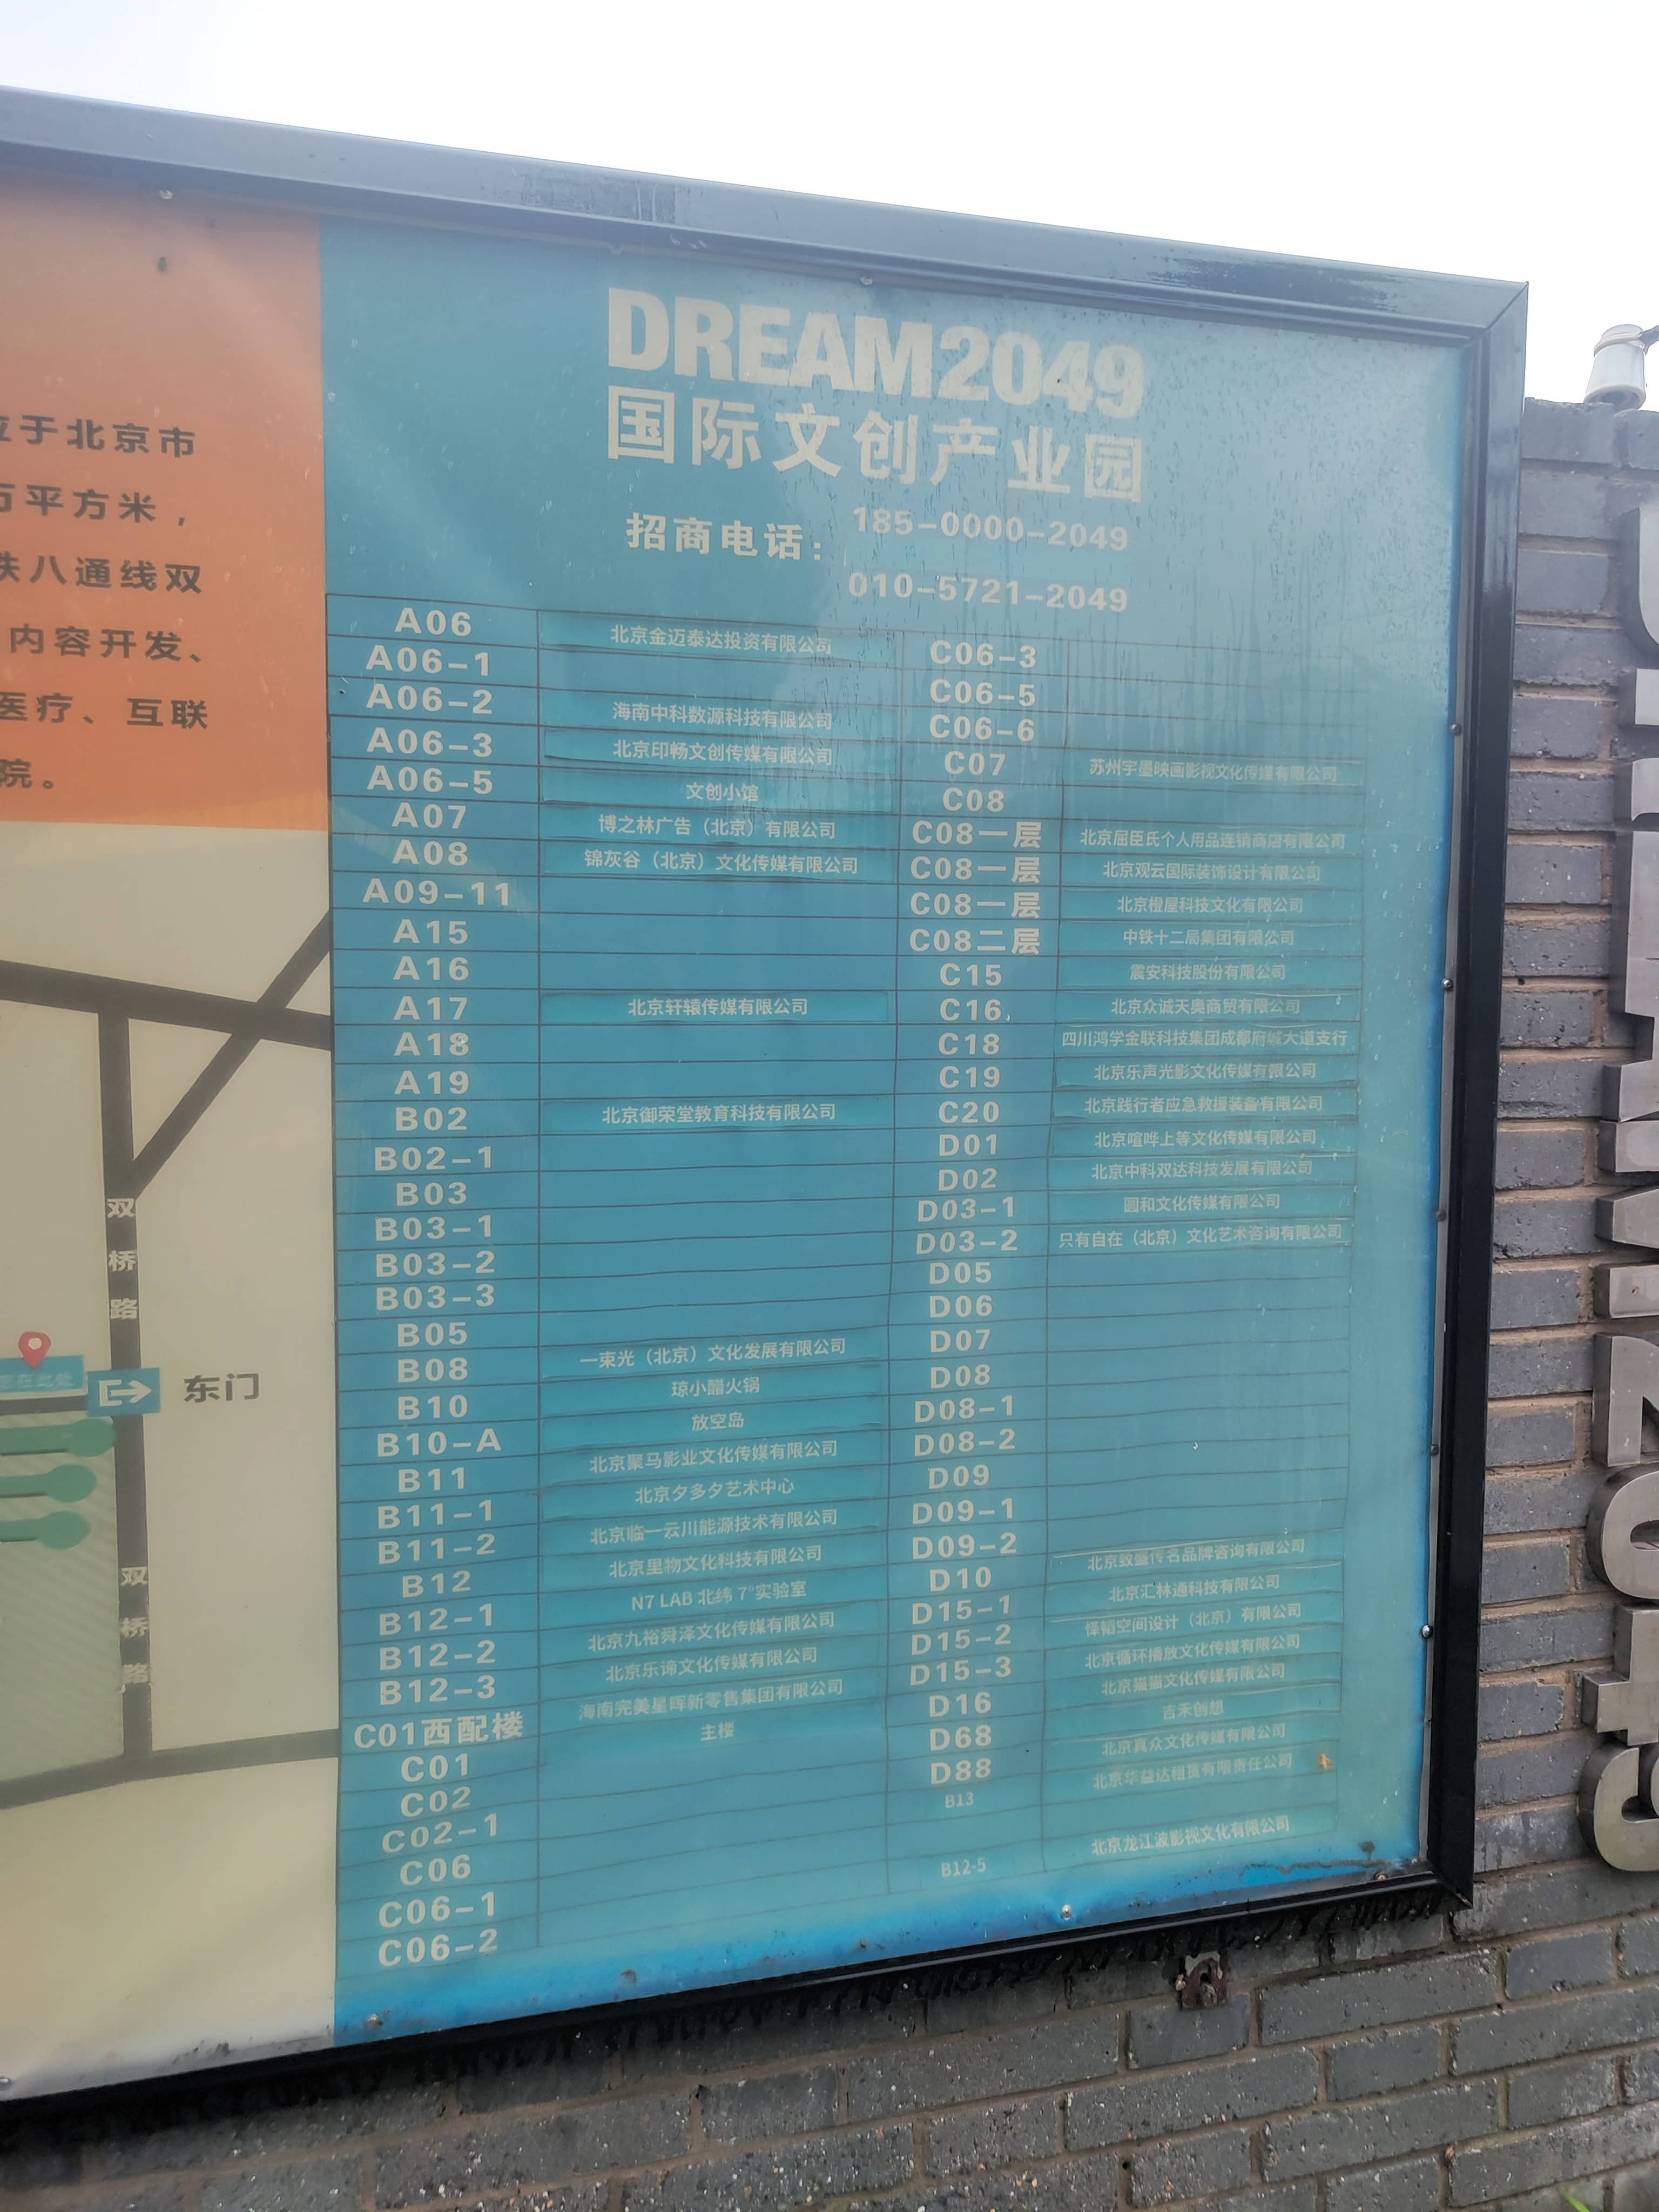 位于北京市
万平方米，
铁八通线双
内容开发、
医疗、互联
院。
双桥路
东门
双桥路
DREAM2049
国际文创产业园
招商电话：
185-0000-2049
010-5721-2049
A06 北京金迈泰达投资有限公司
A06-1
A06-2 海南中科数源科技有限公司
A06-3 北京印畅文创传媒有限公司
A06-5 文创小馆
A07 博之林广告（北京）有限公司
A08 锦灰谷（北京）文化传媒有限公司
A09-11
A15
A16
A17 北京轩辕传媒有限公司
A18
A19
B02 北京御荣堂教育科技有限公司
B02-1
B03
B03-1
B03-2
B03-3
B05
B08 一束光（北京）文化发展有限公司
B10 琼小醋火锅
B10-A 放空岛
B11 北京聚马影业文化传媒有限公司
B11-1 北京夕多夕艺术中心
B11-2 北京临一云川能源技术有限公司
B12 北京里物文化科技有限公司
B12-1 N7 LAB 北纬 7°实验室
B12-2 北京九裕舜泽文化传媒有限公司
B12-3 北京乐谛文化传媒有限公司
C01西配楼 海南完美星晖新零售集团有限公司
C01 主楼
C02
C02-1
C06
C06-1
C06-2
C06-3
C06-5
C06-6
C07 苏州宇墨映画影视文化传媒有限公司
C08
C08一层 北京屈臣氏个人用品连销商店有限公司
C08一层 北京观云国际装饰设计有限公司
C08一层 北京橙屋科技文化有限公司
C08二层 中铁十二局集团有限公司
C15 震安科技股份有限公司
C16 北京众诚天奥商贸有限公司
C18 四川鸿学金联科技集团成都府城大道支行
C19 北京乐声光影文化传媒有限公司
C20 北京践行者应急救援装备有限公司
D01 北京喧哗上等文化传媒有限公司
D02 北京中科双达科技发展有限公司
D03-1 圆和文化传媒有限公司
D03-2 只有自在（北京）文化艺术咨询有限公司
D05
D06
D07
D08
D08-1
D08-2
D09
D09-1
D09-2 北京致盛传名品牌咨询有限公司
D10 北京汇林通科技有限公司
D15-1 怿韬空间设计（北京）有限公司
D15-2 北京循环播放文化传媒有限公司
D15-3 北京猫猫文化传媒有限公司
D16 吉禾创想
D68 北京真众文化传媒有限公司
D88 北京华益达租赁有限责任公司
B13
北京龙江波影视文化有限公司
B12-5